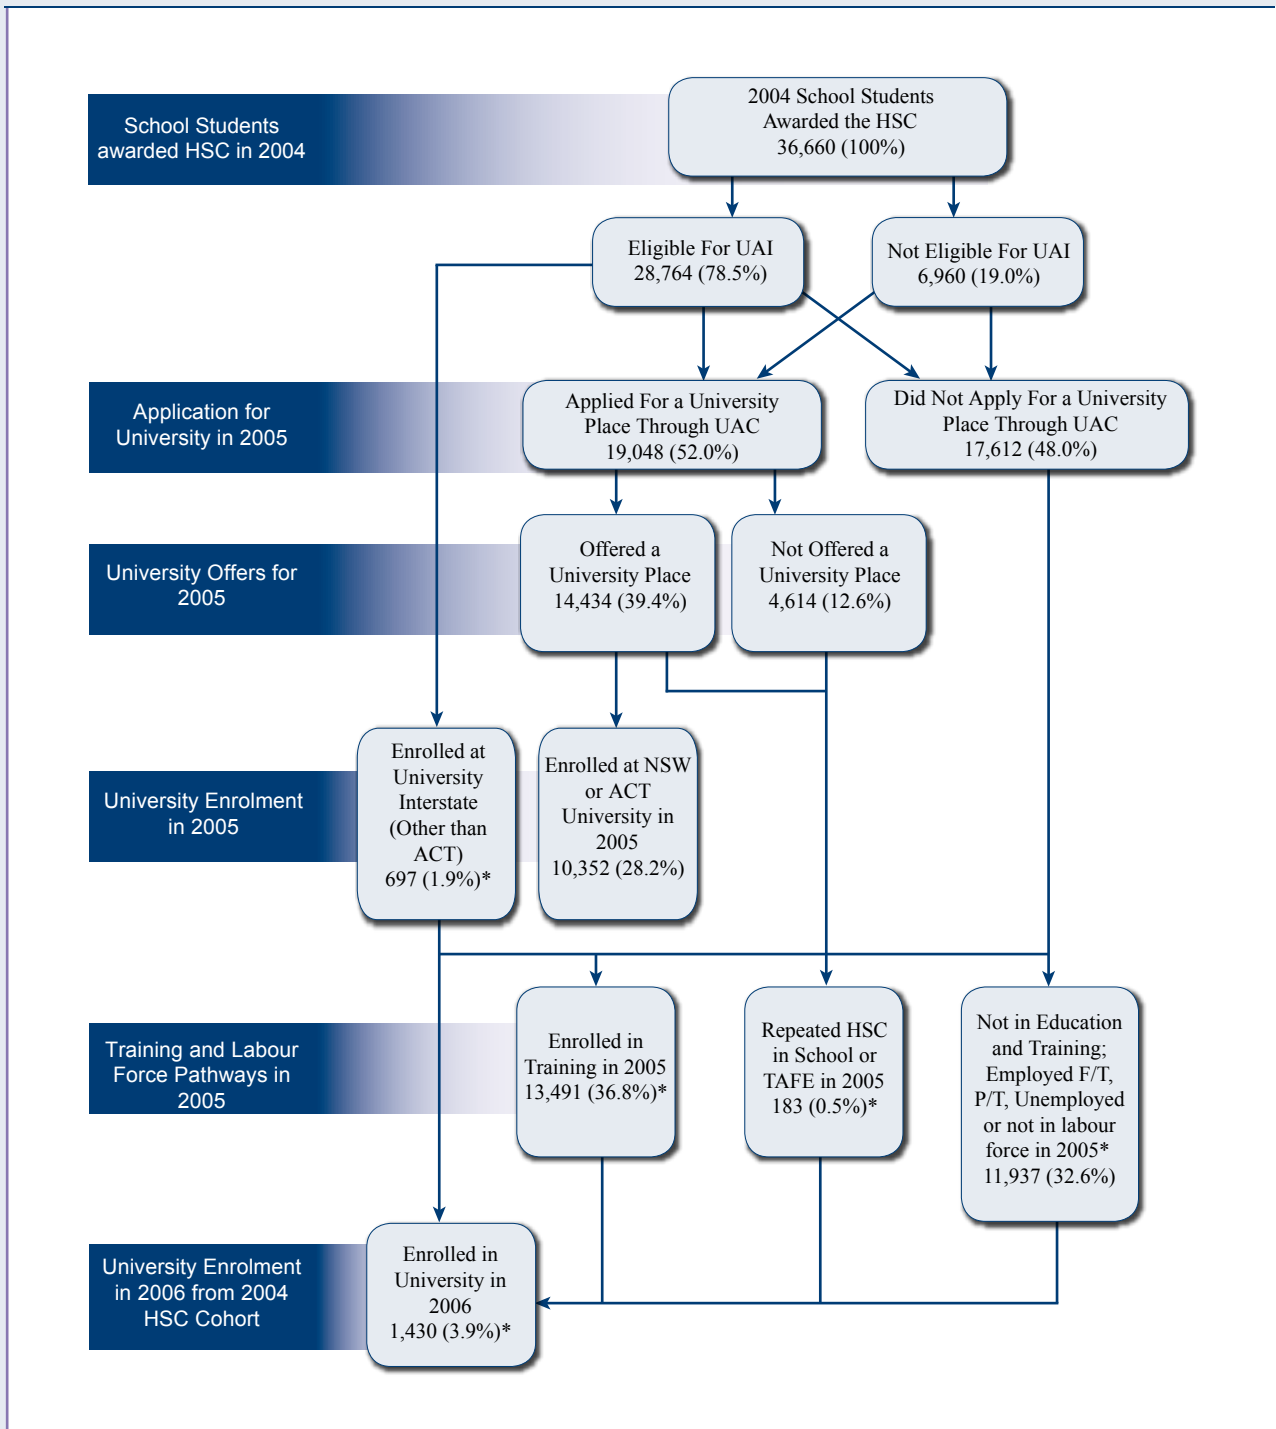 2004 School Students
Awarded the HSC
36,660 (100%)
School Students
awarded HSC in 2004
Eligible For UAI
28,764 (78.5%)
Not Eligible For UAI
6,960 (19.0%)
Application for
University in 2005
Applied For a University
Place Through UAC
19,048 (52.0%)
Did Not Apply For a University
Place Through UAC
17,612 (48.0%)
University Offers for
2005
Offered a
University Place
14,434 (39.4%)
Not Offered a
University Place
4,614 (12.6%)
University Enrolment
in 2005
Enrolled at
University
Interstate
(Other than
ACT)
697 (1.9%)*
Enrolled at NSW
or ACT
University in
2005
10,352 (28.2%)
Training and Labour
Force Pathways in
2005
Enrolled in
Training in 2005
13,491 (36.8%)*
Repeated HSC
in School or
TAFE in 2005
183 (0.5%)*
Not in Education
and Training;
Employed F/T,
P/T, Unemployed
or not in labour
force in 2005*
11,937 (32.6%)
University Enrolment
in 2006 from 2004
HSC Cohort
Enrolled in
University in
2006
1,430 (3.9%)*